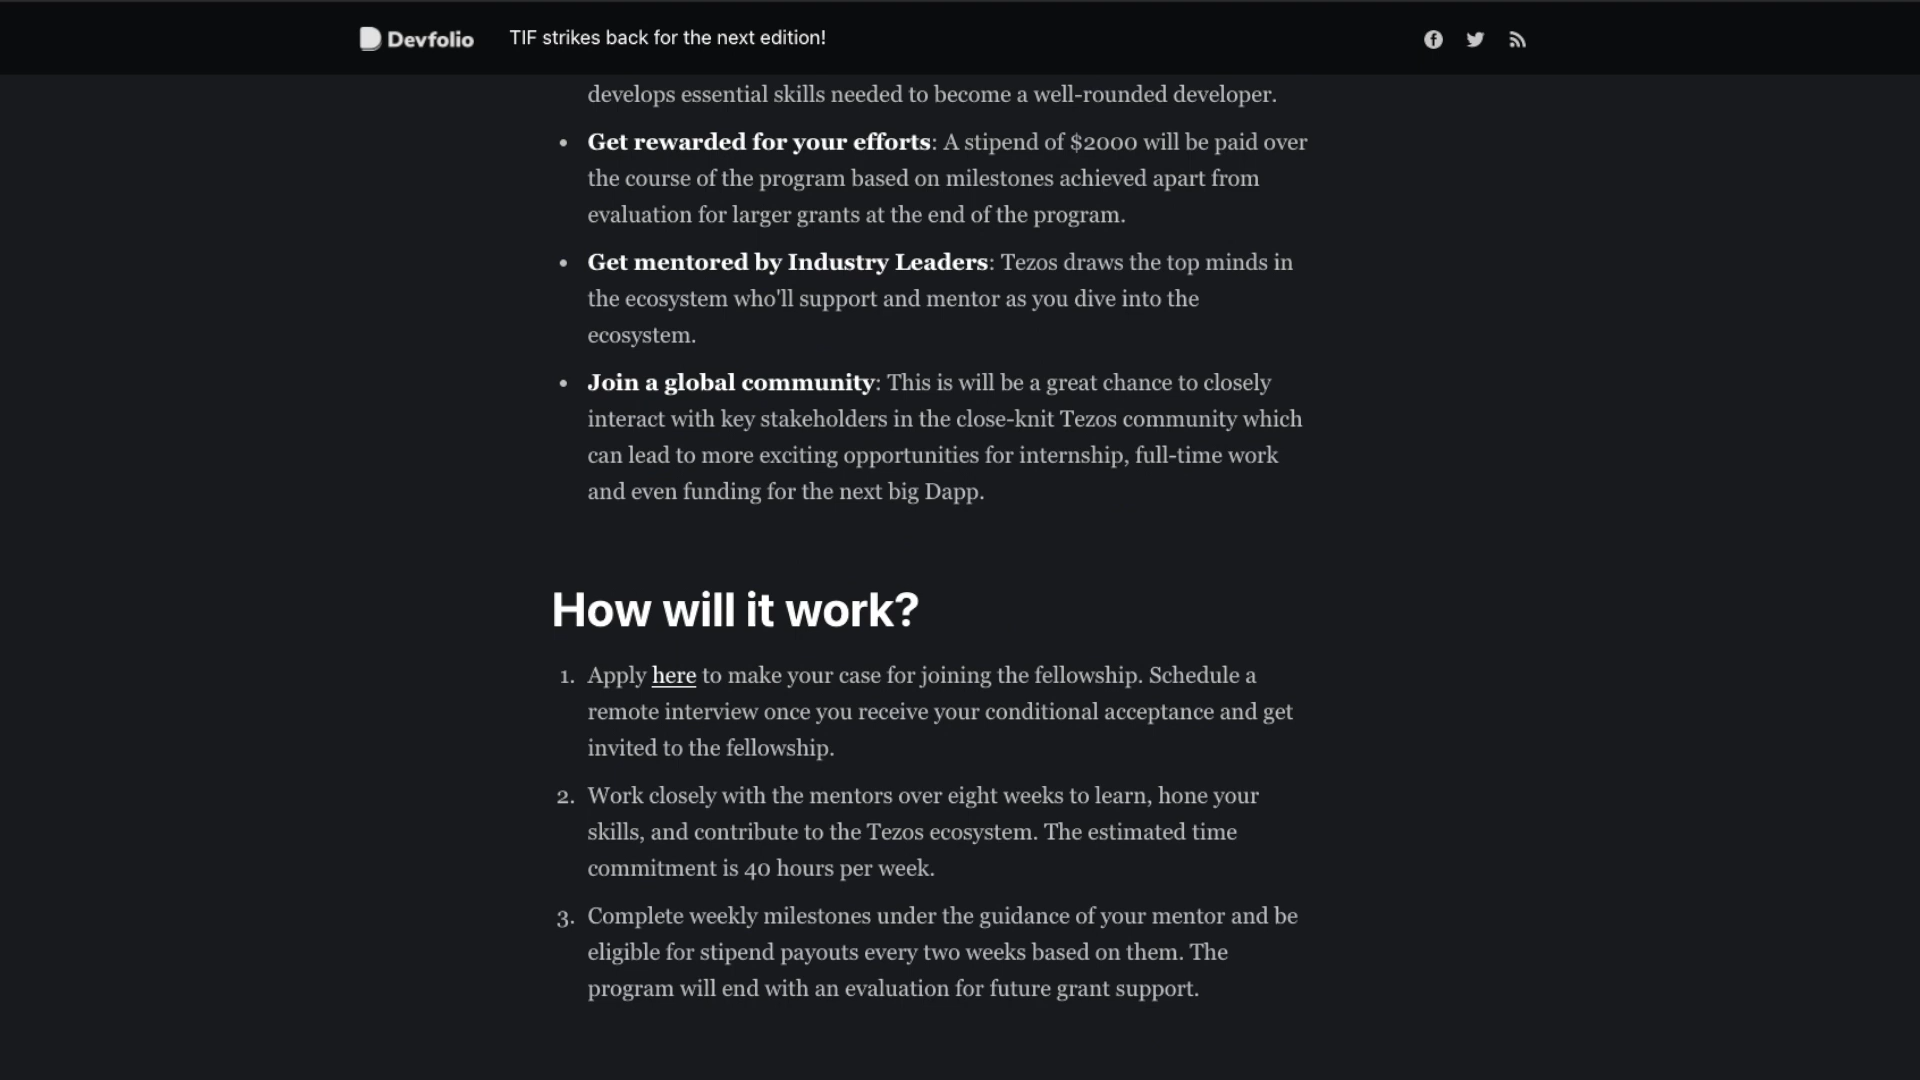 Devfolio
TIF strikes back for the next edition!
develops essential skills needed to become a well-rounded developer.
• Get rewarded for your efforts: A stipend of $2000 will be paid over
the course of the program based on milestones achieved apart from
evaluation for larger grants at the end of the program.
• Get mentored by Industry Leaders: Tezos draws the top minds in
the ecosystem who'll support and mentor as you dive into the
ecosystem.
• Join a global community: This is will be a great chance to closely
interact with key stakeholders in the close-knit Tezos community which
can lead to more exciting opportunities for internship, full-time work
and even funding for the next big Dapp.
How will it work?
1. Apply here to make your case for joining the fellowship. Schedule a
remote interview once you receive your conditional acceptance and get
invited to the fellowship.
2. Work closely with the mentors over eight weeks to learn, hone your
skills, and contribute to the Tezos ecosystem. The estimated time
commitment is 40 hours per week.
3. Complete weekly milestones under the guidance of your mentor and be
eligible for stipend payouts every two weeks based on them. The
program will end with an evaluation for future grant support.